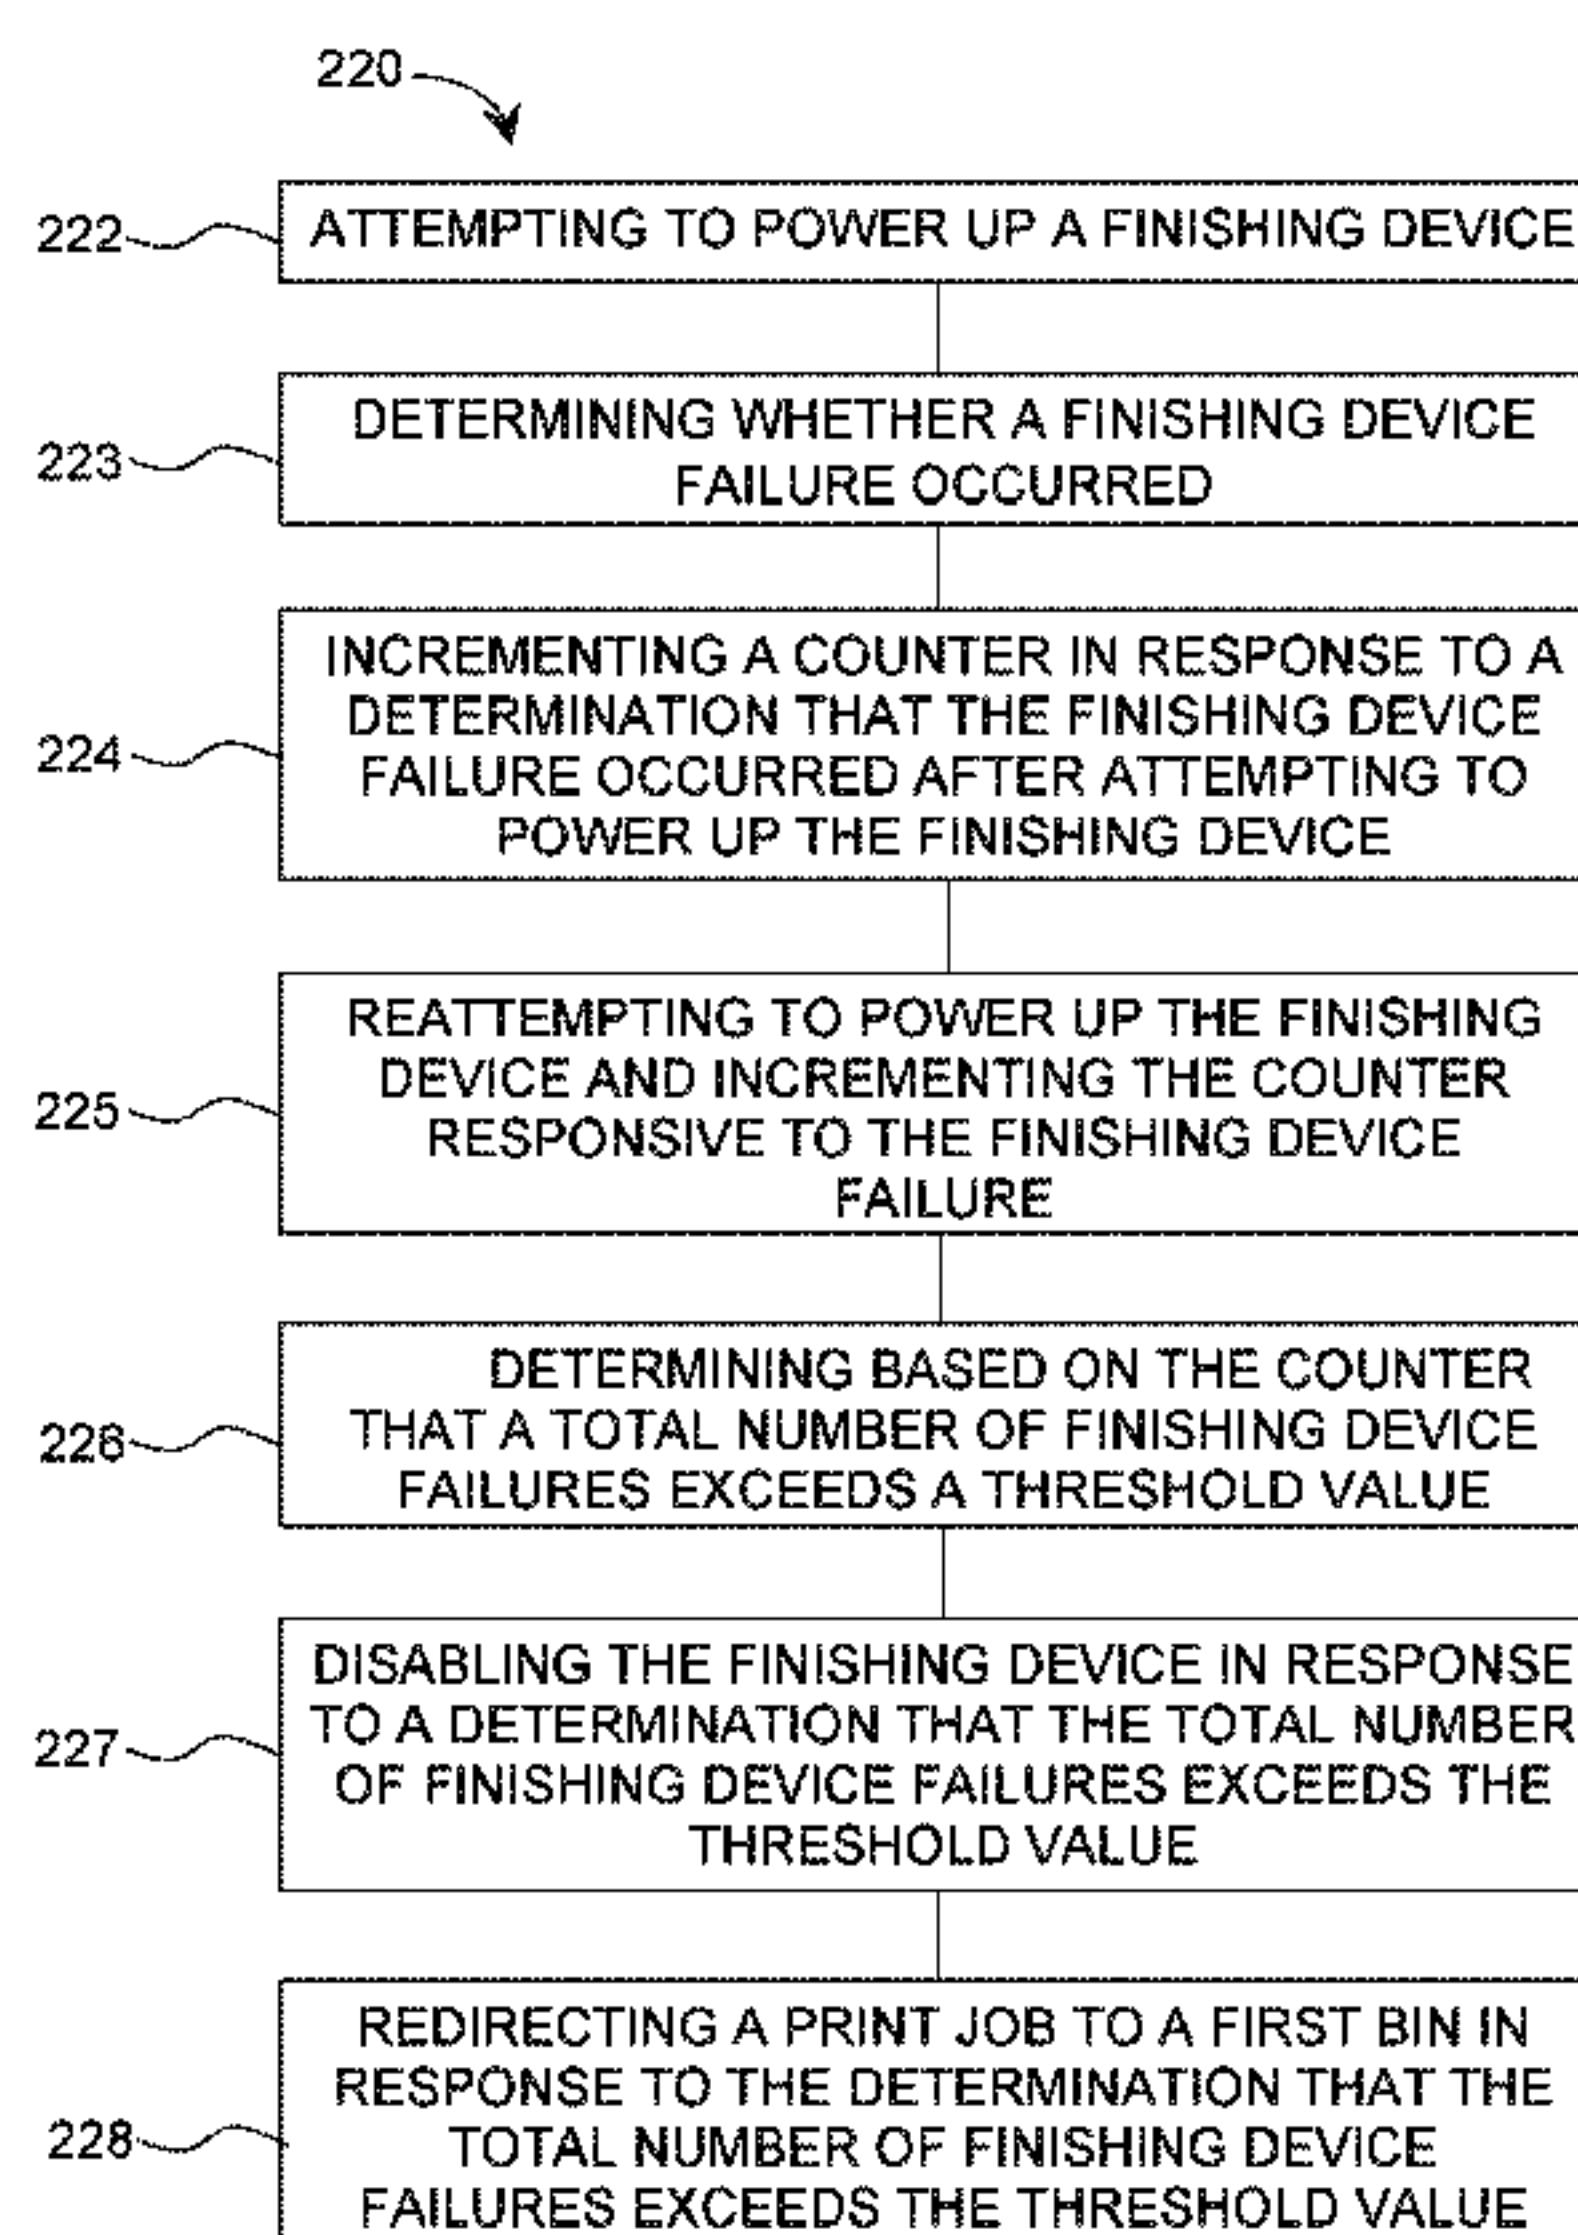 220
222
ATTEMPTING TO POWER UP A FINISHING DEVICE
223
DETERMINING WHETHER A FINISHING DEVICE
FAILURE OCCURRED
224
INCREMENTING A COUNTER IN RESPONSE TO A
DETERMINATION THAT THE FINISHING DEVICE
FAILURE OCCURRED AFTER ATTEMPTING TO
POWER UP THE FINISHING DEVICE
225
REATTEMPTING TO POWER UP THE FINISHING
DEVICE AND INCREMENTING THE COUNTER
RESPONSIVE TO THE FINISHING DEVICE
FAILURE
226
DETERMINING BASED ON THE COUNTER
THAT A TOTAL NUMBER OF FINISHING DEVICE
FAILURES EXCEEDS A THRESHOLD VALUE
227
DISABLING THE FINISHING DEVICE IN RESPONSE
TO A DETERMINATION THAT THE TOTAL NUMBER
OF FINISHING DEVICE FAILURES EXCEEDS THE
THRESHOLD VALUE
228
REDIRECTING A PRINT JOB TO A FIRST BIN IN
RESPONSE TO THE DETERMINATION THAT THE
TOTAL NUMBER OF FINISHING DEVICE
FAILURES EXCEEDS THE THRESHOLD VALUE